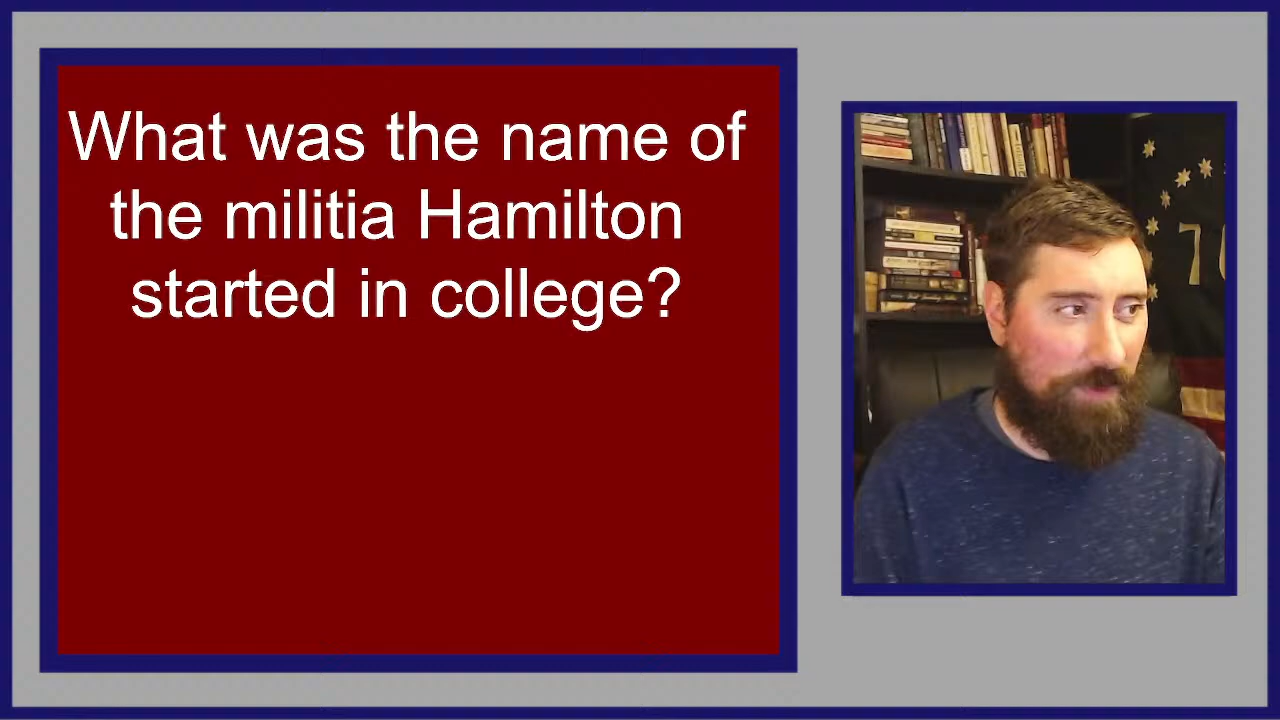 What was the name of
the militia Hamilton
started in college?